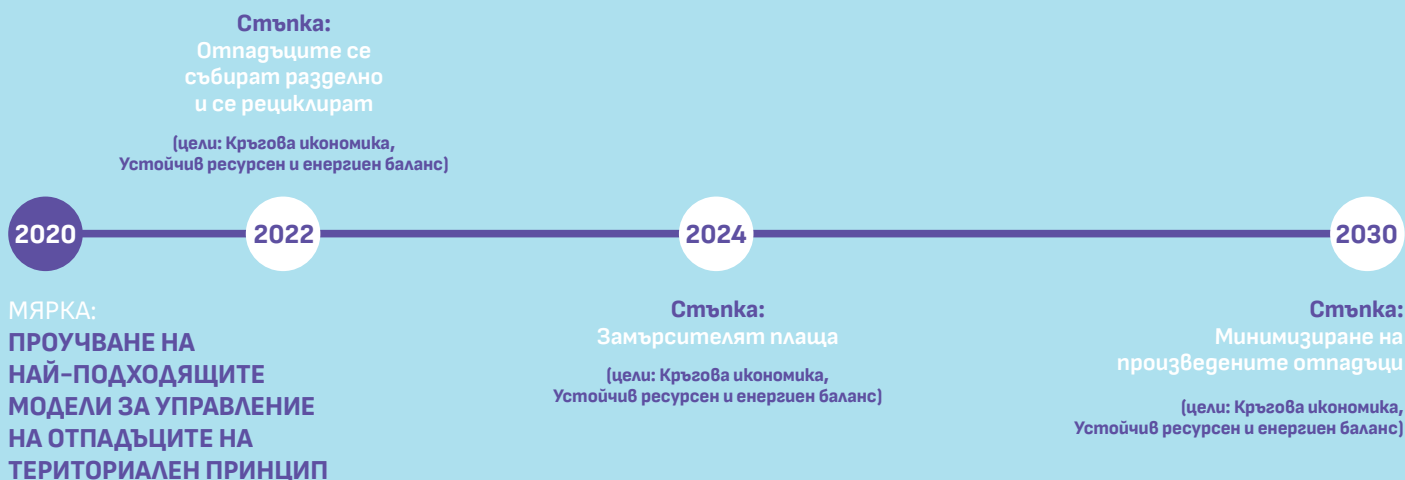 Стъпка:
Отпадъците се
събират разделно
и се рециклират
(цели: Кръгова икономика,
Устойчив ресурсен и енергиен баланс)
2020
2022
2024
2030
МЯРКА:
ПРОУЧВАНЕ НА
НАЙ-ПОДХОДЯЩИТЕ
МОДЕЛИ ЗА УПРАВЛЕНИЕ
НА ОТПАДЪЦИТЕ НА
ТЕРИТОРИАЛЕН ПРИНЦИП
Стъпка:
Замърсителят плаща
(цели: Кръгова икономика,
Устойчив ресурсен и енергиен баланс)
Стъпка:
Минимизиране на
произведените отпадъци
(цели: Кръгова икономика,
Устойчив ресурсен и енергиен баланс)